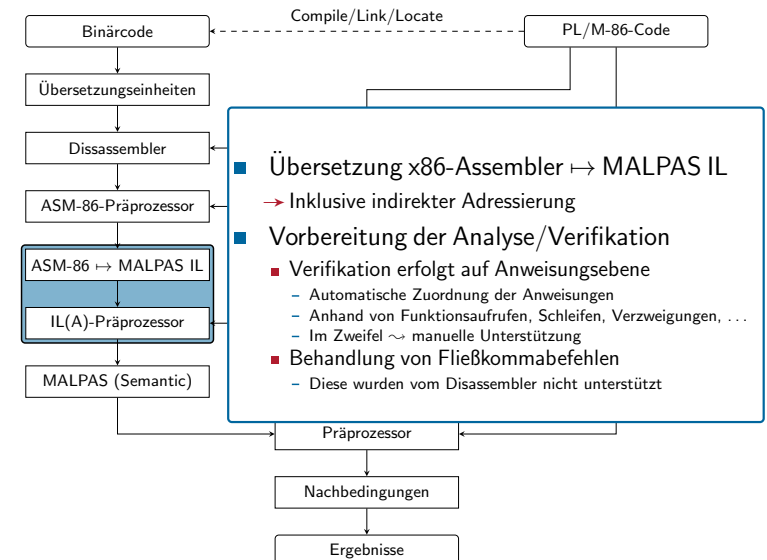 Compile/Link/Locate
Binärcode
PL/M-86-Code
Übersetzungseinheiten
Dissassembler
ASM-86-Präprozessor
ASM-86 ↦ MALPAS IL
IL(A)-Präprozessor
MALPAS (Semantic)
Übersetzung x86-Assembler ↦ MALPAS IL
→ Inklusive indirekter Adressierung
Vorbereitung der Analyse/Verifikation
Verifikation erfolgt auf Anweisungsebene
– Automatische Zuordnung der Anweisungen
– Anhand von Funktionsaufrufen, Schleifen, Verzweigungen, ...
– Im Zweifel ⤳ manuelle Unterstützung
Behandlung von Fließkommabefehlen
– Diese wurden vom Disassembler nicht unterstützt
Präprozessor
Nachbedingungen
Ergebnisse